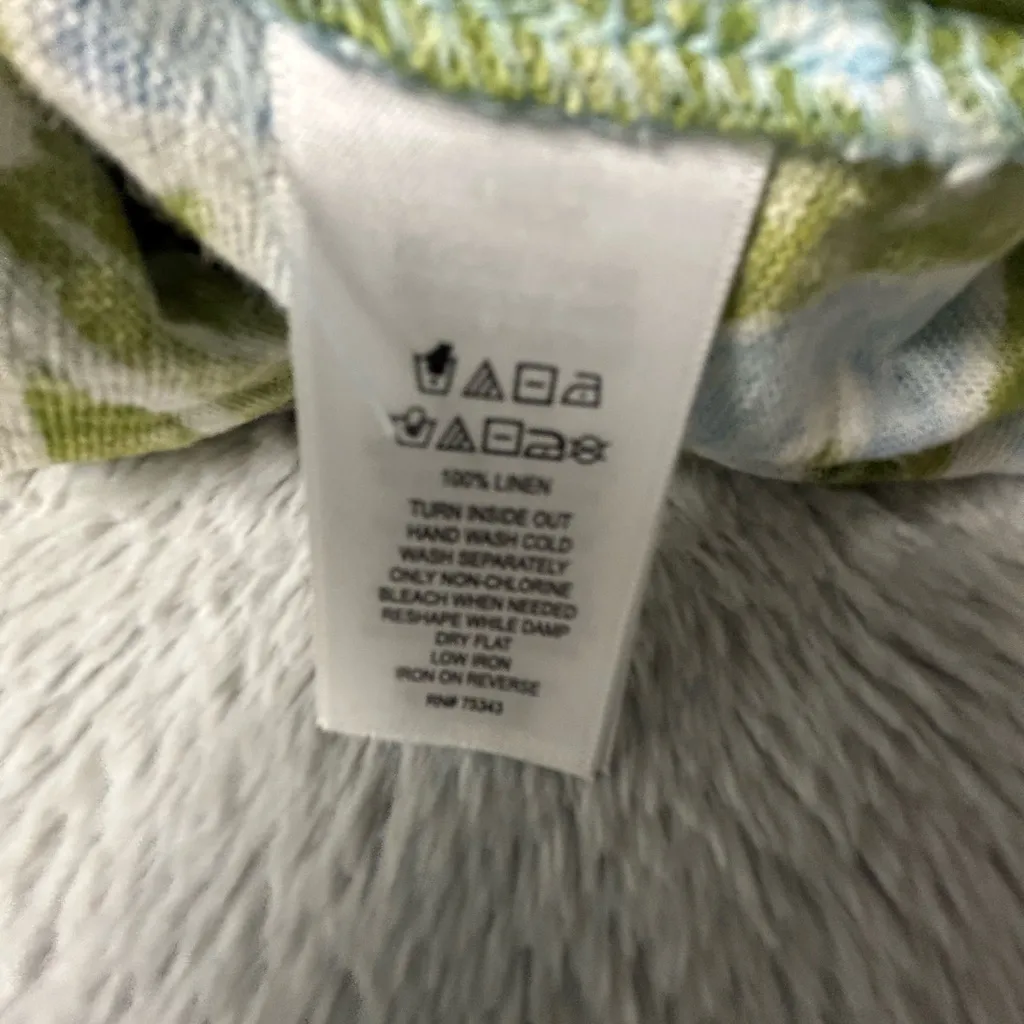 100% LINEN
TURN INSIDE OUT
HAND WASH COLD
WASH SEPARATELY
ONLY NON-CHLORINE
BLEACH WHEN NEEDED
RESHAPE WHILE DAMP
DRY FLAT
LOW IRON
IRON ON REVERSE
RN# 75343